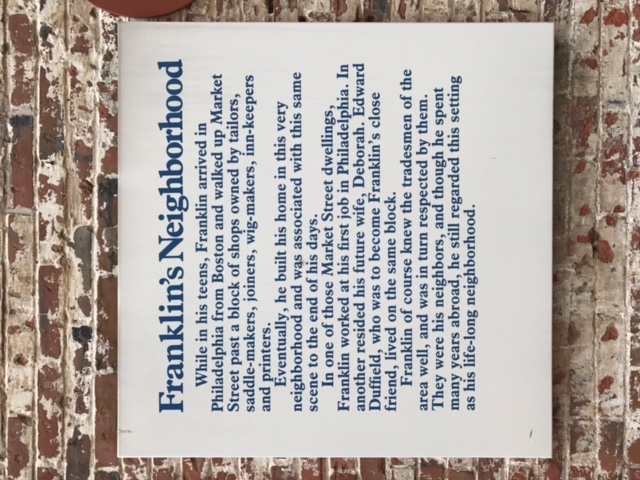 Franklin's Neighborhood
While in his teens, Franklin arrived in
Philadelphia from Boston and walked up Market
Street past a block of shops owned by tailors,
saddle-makers, joiners, wig-makers, inn-keepers
and printers.
Eventually, he built his home in this very
neighborhood and was associated with this same
scene to the end of his days.
In one of those Market Street dwellings,
Franklin worked at his first job in Philadelphia. In
another resided his future wife, Deborah. Edward
Duffield, who was to become Franklin's close
friend, lived on the same block.
Franklin of course knew the tradesmen of the
area well, and was in turn respected by them.
They were his neighbors, and though he spent
many years abroad, he still regarded this setting
as his life-long neighborhood.